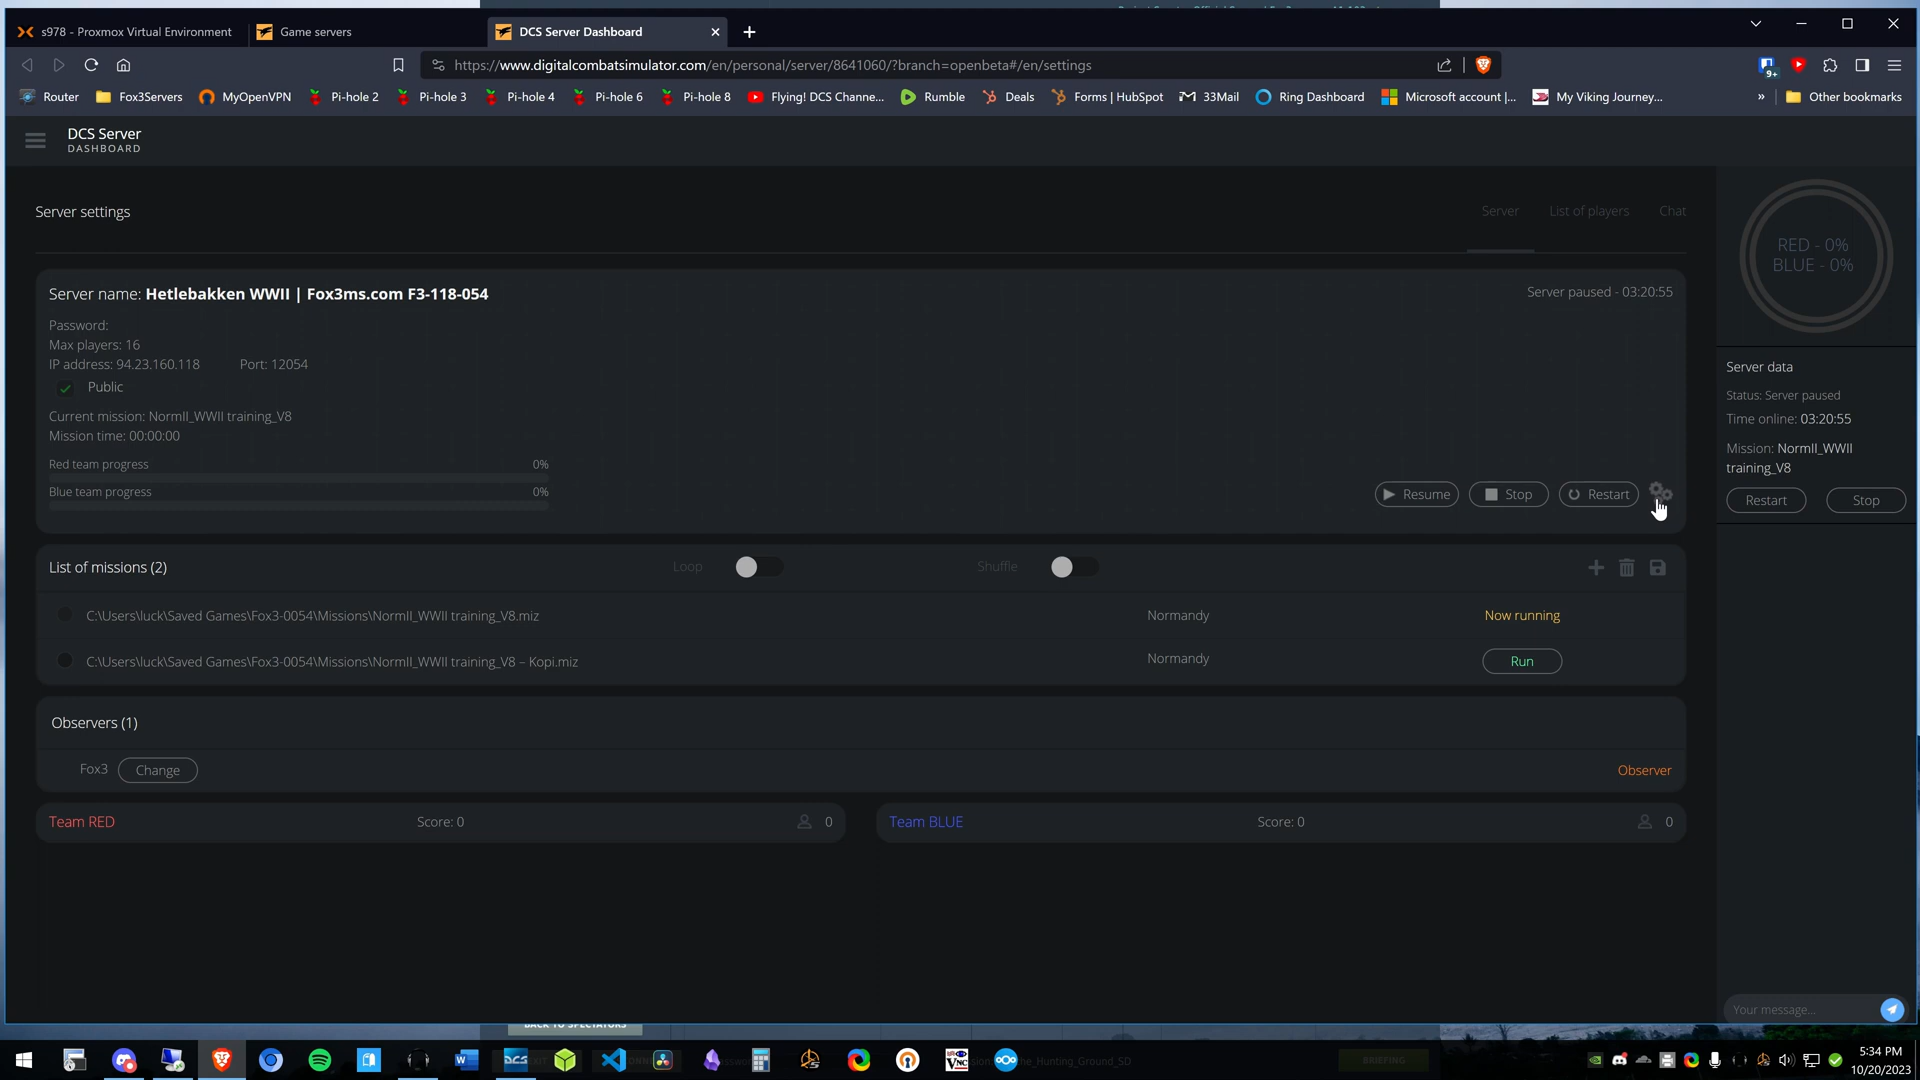 s978 - Proxmox Virtual Environment
Game servers
DCS Server Dashboard
https://www.digitalcombatsimulator.com/en/personal/server/8641060/?branch=openbeta#/en/settings
9+
Router
Fox3Servers
MyOpenVPN
Pi-hole 2
Pi-hole 3
Pi-hole 4
Pi-hole 6
Pi-hole 8
Flying! DCS Channe...
Rumble
Deals
Forms | HubSpot
33Mail
Ring Dashboard
Microsoft account |...
My Viking Journey...
»
Other bookmarks
DCS Server
DASHBOARD
Server settings
Server
List of players
Chat
RED - 0%
BLUE - 0%
Server name: Hetlebakken WWII | Fox3ms.com F3-118-054
Server paused - 03:20:55
Password:
Max players: 16
IP address: 94.23.160.118
Port: 12054
Public
Current mission: NormII_WWII training_V8
Mission time: 00:00:00
Red team progress
0%
Blue team progress
0%
Resume
Stop
Restart
Server data
Status: Server paused
Time online: 03:20:55
Mission: NormII_WWII
training_V8
Restart
Stop
List of missions (2)
Loop
Shuffle
C:\Users\luck\Saved Games\Fox3-0054\Missions\NormII_WWII training_V8.miz
Normandy
Now running
C:\Users\luck\Saved Games\Fox3-0054\Missions\NormII_WWII training_V8 – Kopi.miz
Normandy
Run
Observers (1)
Fox3
Change
Observer
Team RED
Score: 0
0
Team BLUE
Score: 0
0
Your message...
BACK TO SPECTATORS
DCS
VNC
_Hunting_Ground_SD
BRIEFING
5:34 PM
10/20/2023